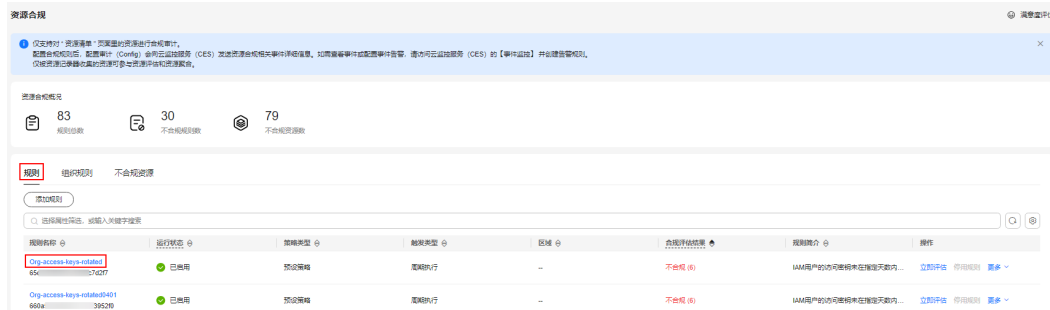 资源合规
满意度评
仅支持对“资源清单”页面里的资源进行合规审计。
配置合规规则后，配置审计（Config）会向云监控服务（CES）发送资源合规相关事件详细信息。如需查看事件或配置事件告警，请访问云监控服务（CES）的【事件监控】并创建告警规则。
仅被资源记录器收集的资源可参与资源评估和资源聚合。
资源合规概况
83 30 79
规则总数 不合规规则数 不合规资源数
规则 组织规则 不合规资源
添加规则
选择属性筛选，或输入关键字搜索
规则名称 运行状态 策略类型 触发类型 区域 合规评估结果 规则简介 操作
Org-access-keys-rotated 已启用 预设策略 周期执行 -- 不合规 (6) IAM用户的访问密钥未在指定天数内... 立即评估 停用规则 更多
65 c7d2f7
Org-access-keys-rotated0401 已启用 预设策略 周期执行 -- 不合规 (6) IAM用户的访问密钥未在指定天数内... 立即评估 停用规则 更多
660a 3952f0